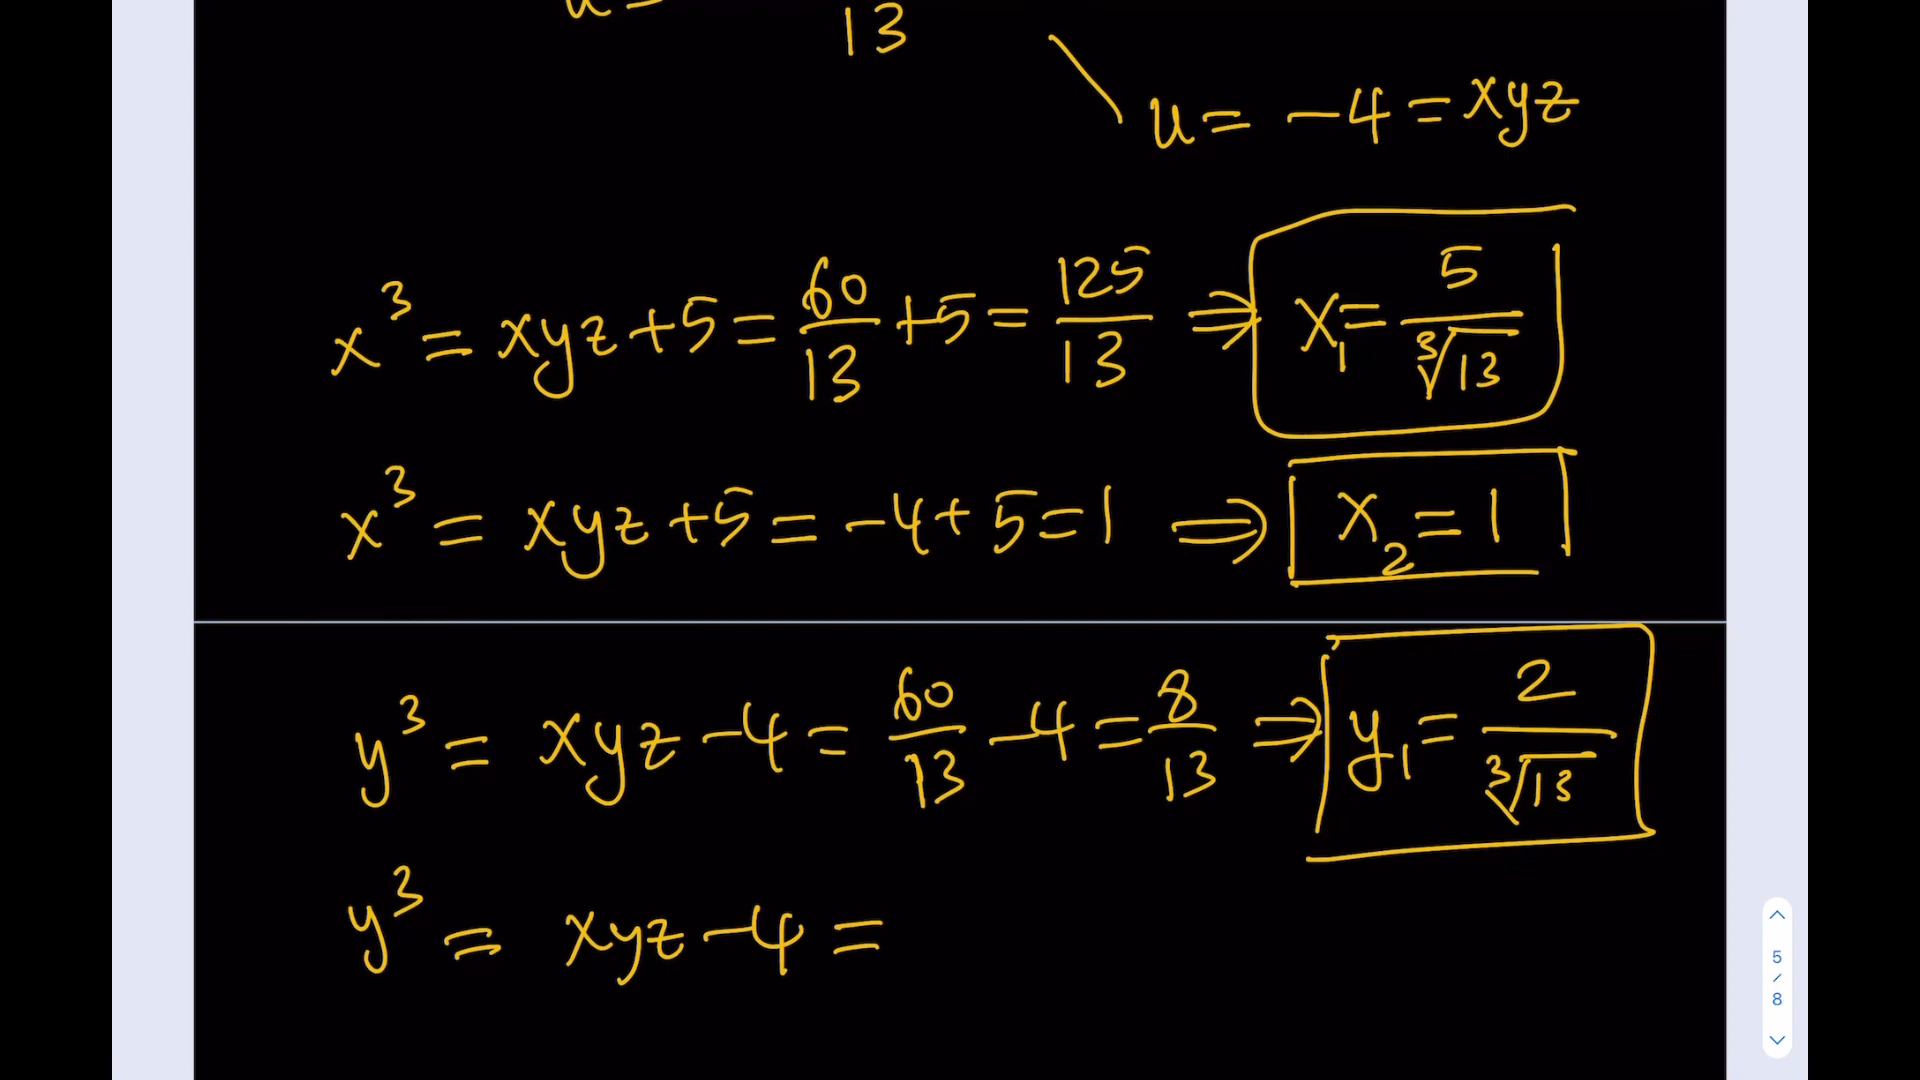 u = 13
u = -4 = xyz
x³ = xyz + 5 = 60/13 + 5 = 125/13 ⇒ x₁ = 5/∛13
x³ = xyz + 5 = -4 + 5 = 1 ⇒ x₂ = 1
y³ = xyz - 4 = 60/13 - 4 = 8/13 ⇒ y₁ = 2/∛13
y³ = xyz - 4 =
5
/
8